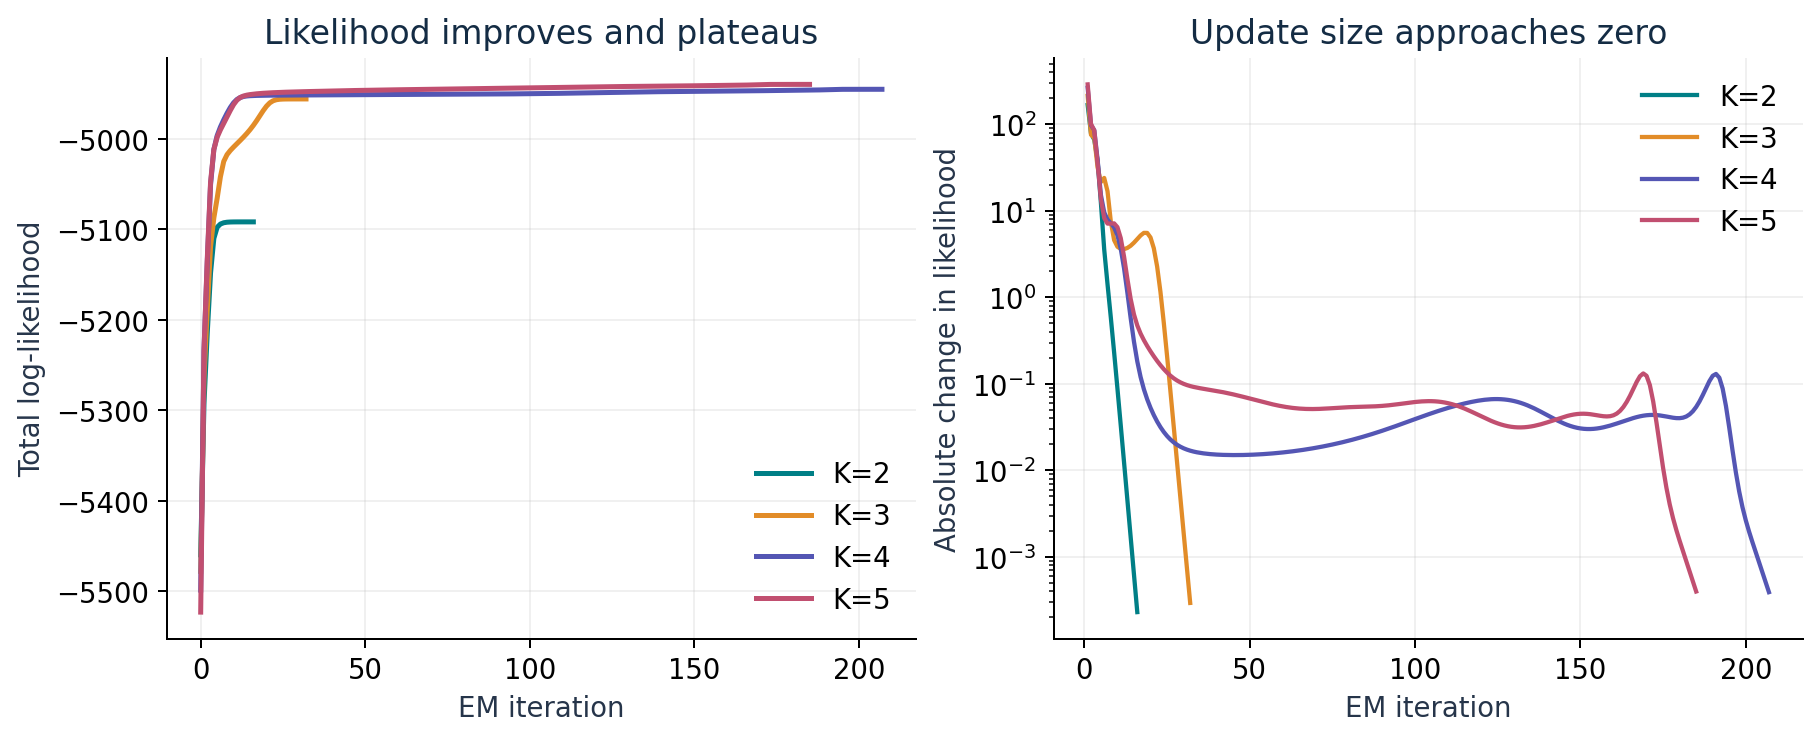 Likelihood improves and plateaus
Total log-likelihood
−5000
−5100
−5200
−5300
−5400
−5500
0
50
100
150
200
EM iteration
K=2
K=3
K=4
K=5
Update size approaches zero
Absolute change in likelihood
10²
10¹
10⁰
10⁻¹
10⁻²
10⁻³
0
50
100
150
200
EM iteration
K=2
K=3
K=4
K=5